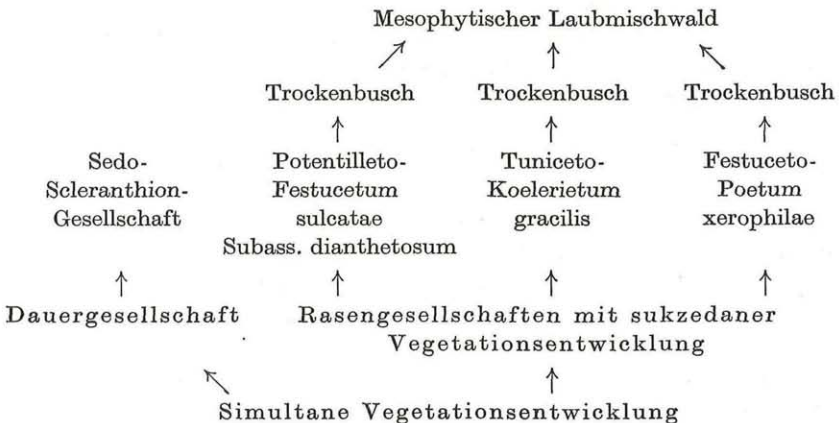 Mesophytischer Laubmischwald
Trockenbusch Trockenbusch Trockenbusch
Sedo- Potentilleto- Tuniceto- Festuceto-
Scleranthion- Festucetum Koelerietum Poetum
Gesellschaft sulcatae gracilis xerophilae
Subass. dianthetosum
Dauergesellschaft Rasengesellschaften mit sukzedaner
Vegetationsentwicklung
Simultane Vegetationsentwicklung